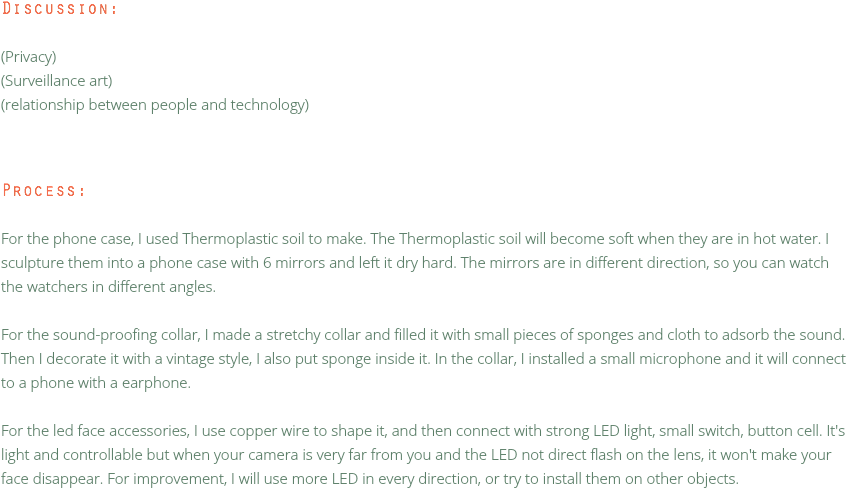 Discussion:
(Privacy)
(Surveillance art)
(relationship between people and technology)
Process:
For the phone case, I used Thermoplastic soil to make. The Thermoplastic soil will become soft when they are in hot water. I
sculpture them into a phone case with 6 mirrors and left it dry hard. The mirrors are in different direction, so you can watch
the watchers in different angles.
For the sound-proofing collar, I made a stretchy collar and filled it with small pieces of sponges and cloth to adsorb the sound.
Then I decorate it with a vintage style, I also put sponge inside it. In the collar, I installed a small microphone and it will connect
to a phone with a earphone.
For the led face accessories, I use copper wire to shape it, and then connect with strong LED light, small switch, button cell. It's
light and controllable but when your camera is very far from you and the LED not direct flash on the lens, it won't make your
face disappear. For improvement, I will use more LED in every direction, or try to install them on other objects.